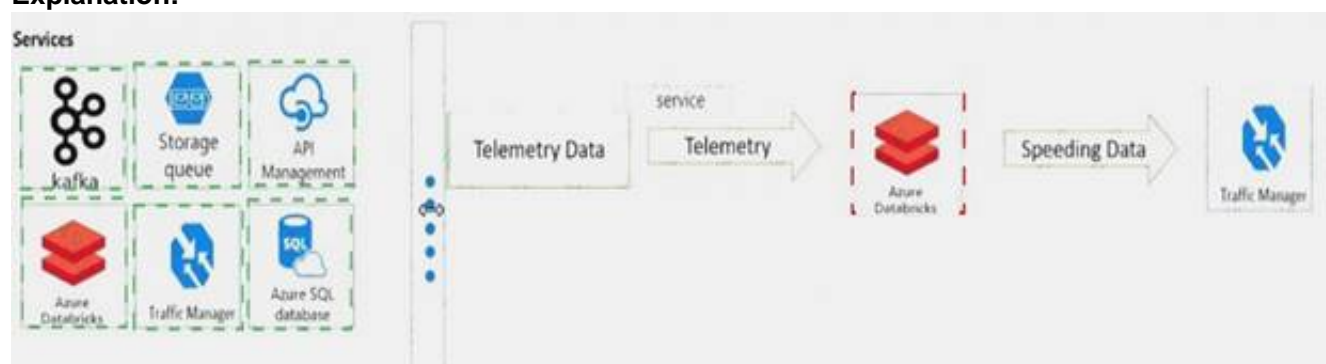 Explanation:
Services
kafka
Storage
queue
API
Management
Azure
Databricks
Traffic Manager
SQL
Azure SQL
database
Telemetry Data
service
Telemetry
Azure
Databricks
Speeding Data
Traffic Manager